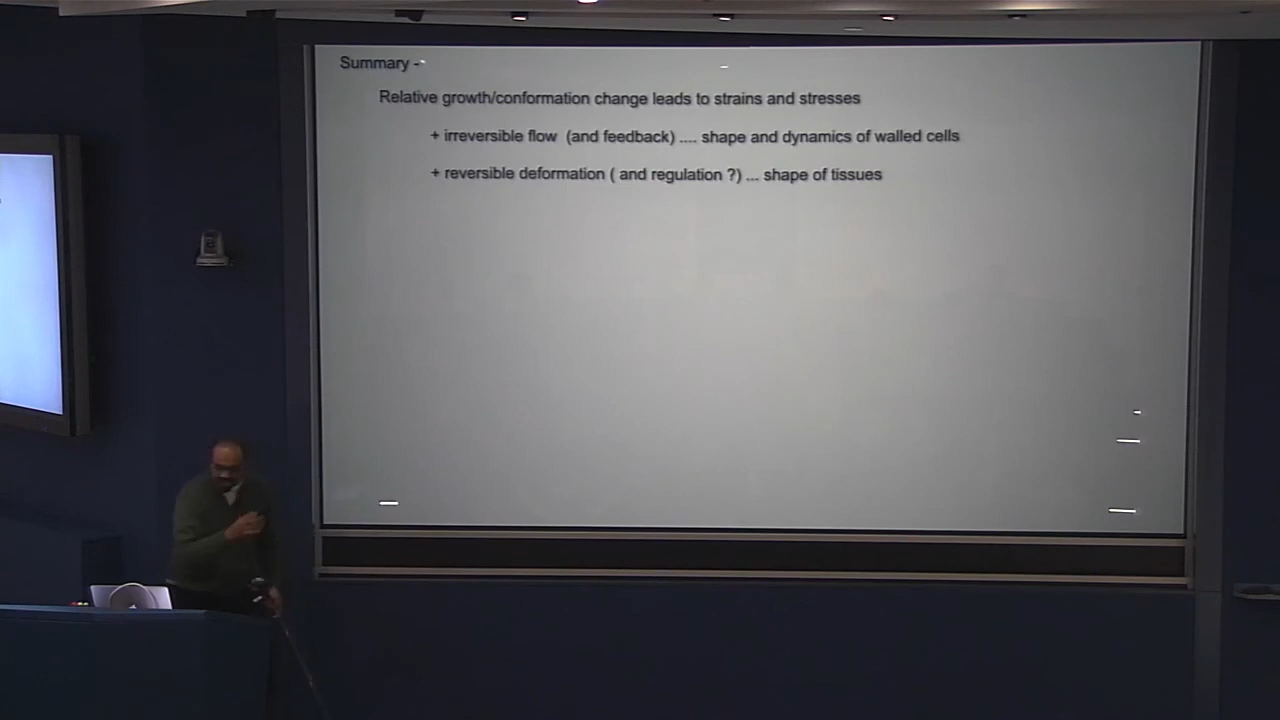 Summary -
Relative growth/conformation change leads to strains and stresses
+ irreversible flow (and feedback) .... shape and dynamics of walled cells
+ reversible deformation ( and regulation ?) ... shape of tissues